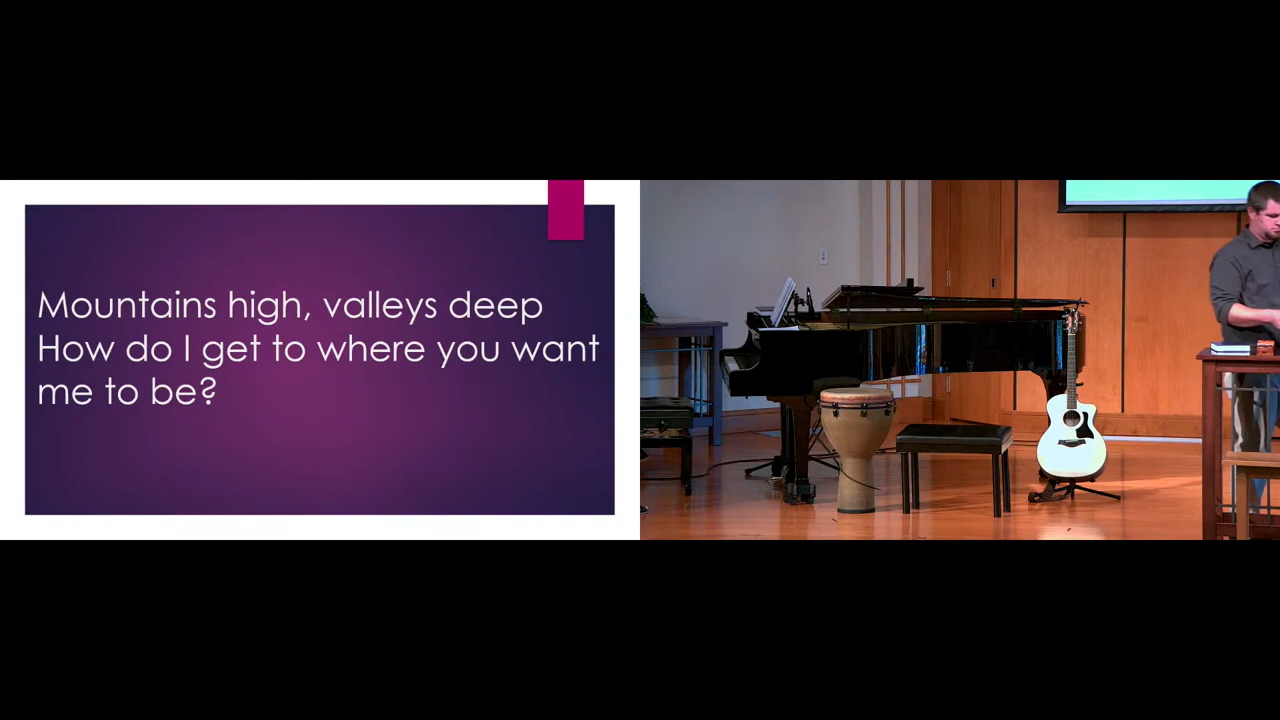 Mountains high, valleys deep
How do I get to where you want
me to be?